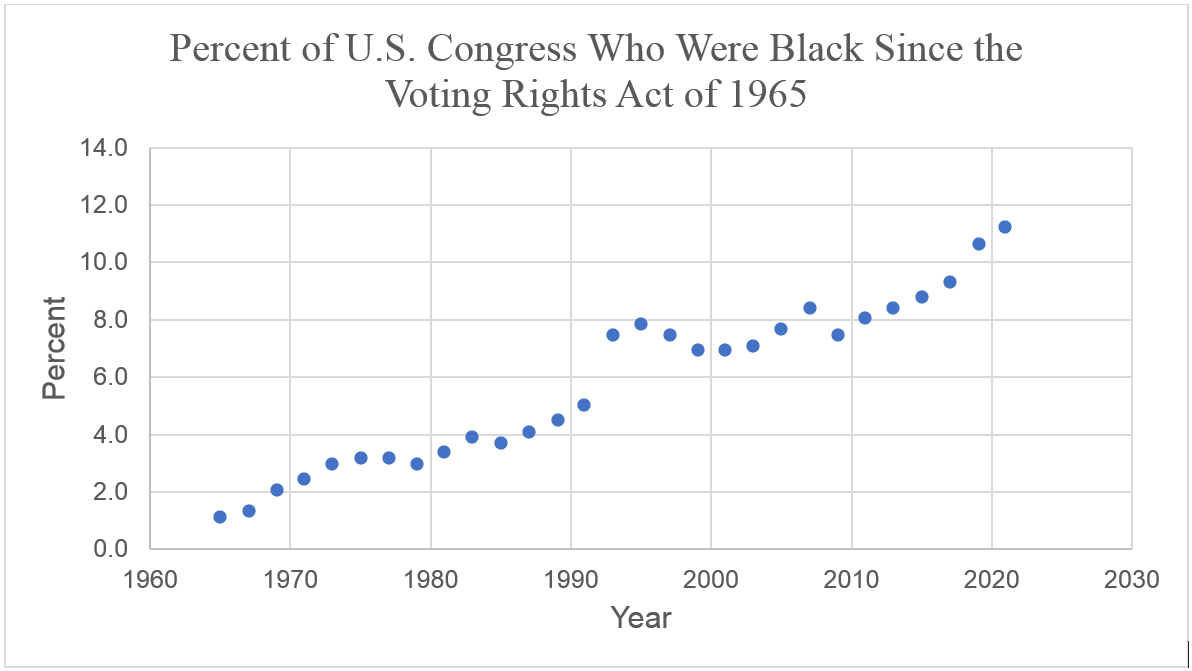 Percent of U.S. Congress Who Were Black Since the
Voting Rights Act of 1965
14.0
12.0
10.0
8.0
6.0
4.0
2.0
0.0
Percent
1960 1970 1980 1990 2000 2010 2020 2030
Year